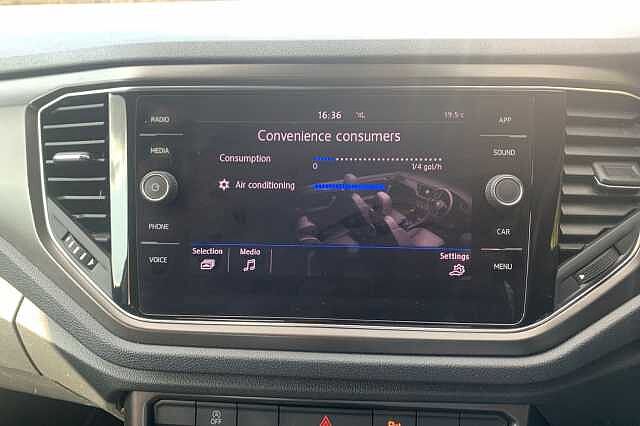 RADIO
MEDIA
PHONE
VOICE
16:36
19.5°C
Convenience consumers
Consumption
0 1/4 gal/h
Air conditioning
Selection
Media
Settings
APP
SOUND
CAR
MENU
OFF